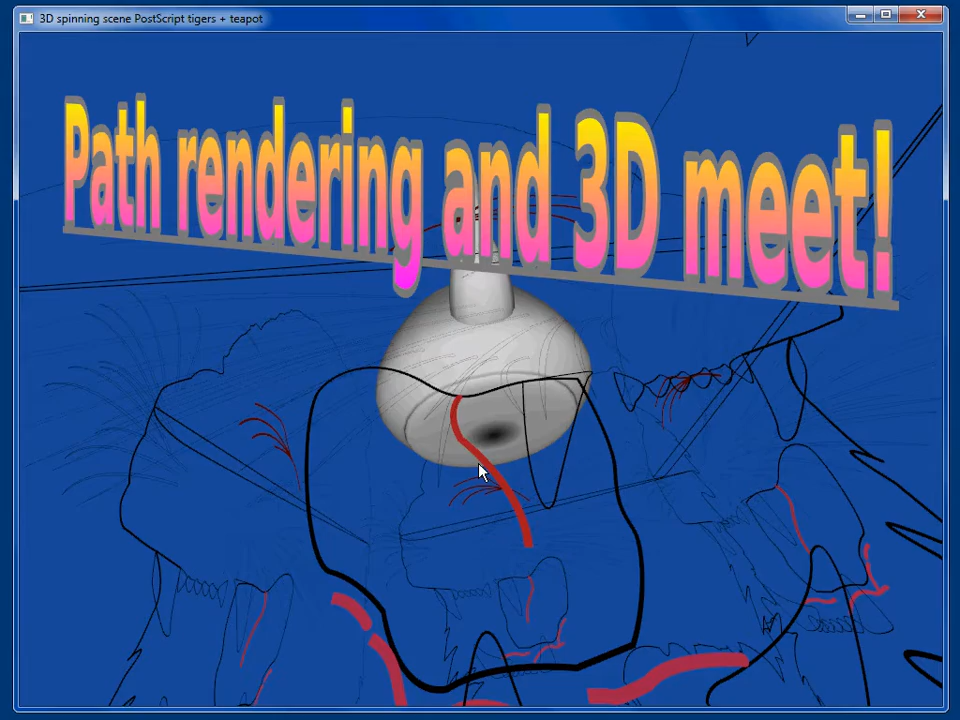 3D spinning scene PostScript tigers + teapot
Path rendering and 3D meet!